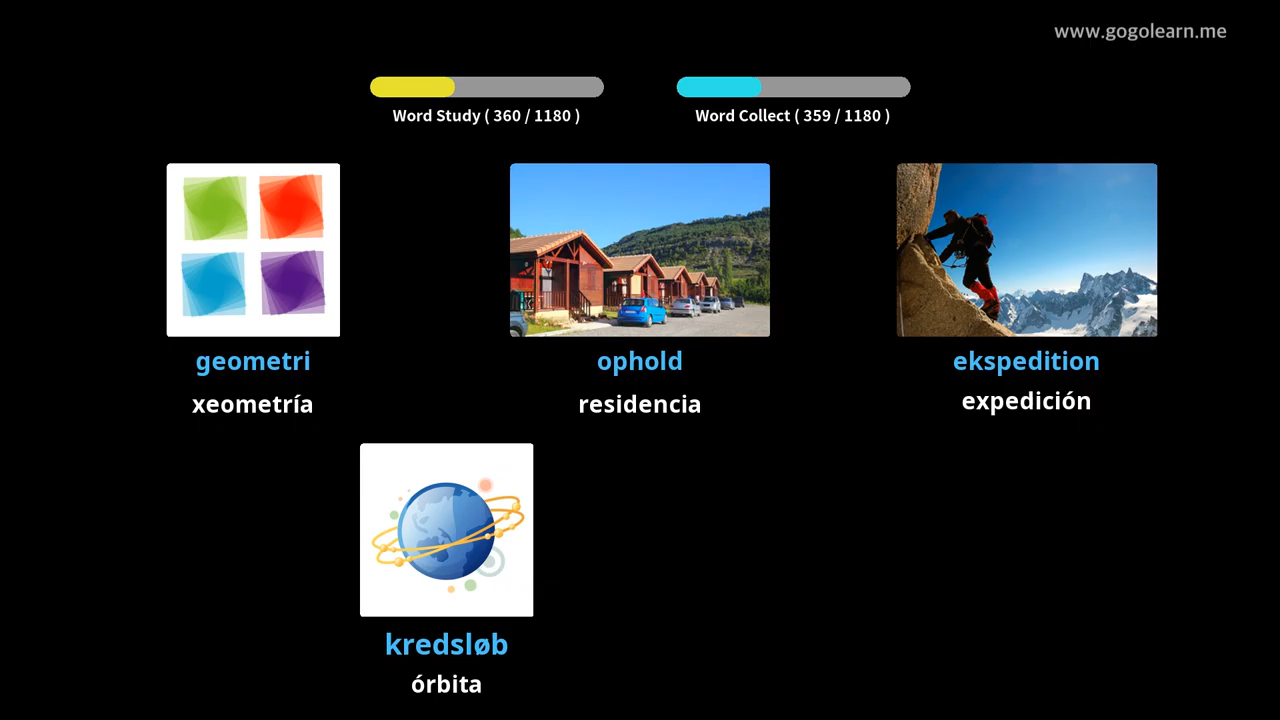 www.gogolearn.me
Word Study ( 360 / 1180 )
Word Collect ( 359 / 1180 )
geometri
xeometría
ophold
residencia
ekspedition
expedición
kredsløb
órbita